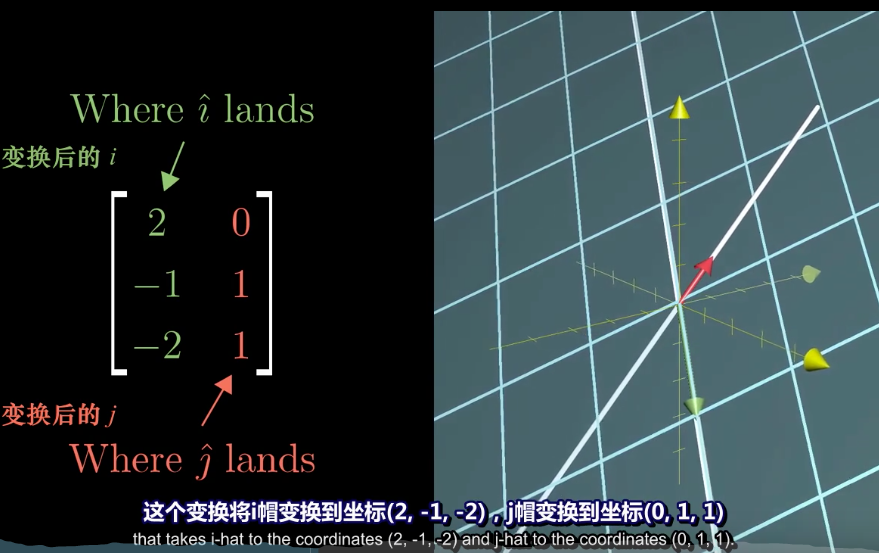 Where î lands
变换后的 i
2 0
−1 1
−2 1
变换后的 j
Where ĵ lands
这个变换将i帽变换到坐标(2, -1, -2)，j帽变换到坐标(0, 1, 1)
that takes i-hat to the coordinates (2, -1,-2) and j-hat to the coordinates (0, 1, 1).